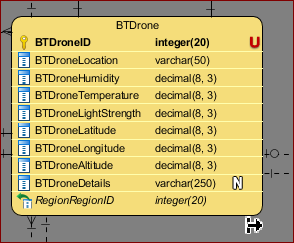 BTDrone
BTDroneID integer(20) U
BTDroneLocation varchar(50)
BTDroneHumidity decimal(8, 3)
BTDroneTemperature decimal(8, 3)
BTDroneLightStrength decimal(8, 3)
BTDroneLatitude decimal(8, 3)
BTDroneLongitude decimal(8, 3)
BTDroneAltitude decimal(8, 3)
BTDroneDetails varchar(250) N
RegionRegionID integer(20)